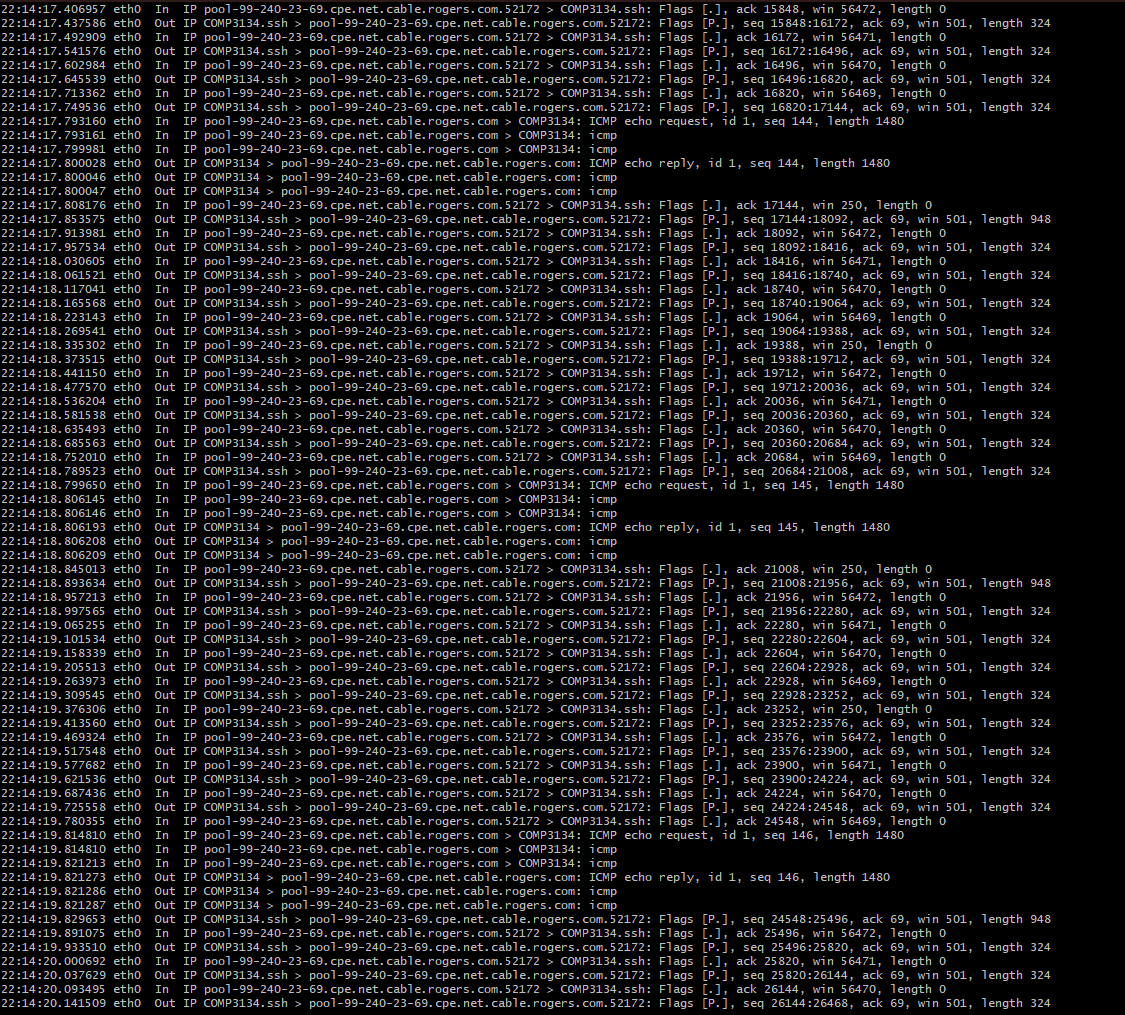 22:14:17.406957 eth0  In  IP pool-99-240-23-69.cpe.net.cable.rogers.com.52172 > COMP3134.ssh: Flags [.], ack 15848, win 56472, length 0
22:14:17.437586 eth0  Out IP COMP3134.ssh > pool-99-240-23-69.cpe.net.cable.rogers.com.52172: Flags [P.], seq 15848:16172, ack 69, win 501, length 324
22:14:17.492909 eth0  In  IP pool-99-240-23-69.cpe.net.cable.rogers.com.52172 > COMP3134.ssh: Flags [.], ack 16172, win 56471, length 0
22:14:17.541576 eth0  Out IP COMP3134.ssh > pool-99-240-23-69.cpe.net.cable.rogers.com.52172: Flags [P.], seq 16172:16496, ack 69, win 501, length 324
22:14:17.602984 eth0  In  IP pool-99-240-23-69.cpe.net.cable.rogers.com.52172 > COMP3134.ssh: Flags [.], ack 16496, win 56470, length 0
22:14:17.645539 eth0  Out IP COMP3134.ssh > pool-99-240-23-69.cpe.net.cable.rogers.com.52172: Flags [P.], seq 16496:16820, ack 69, win 501, length 324
22:14:17.713362 eth0  In  IP pool-99-240-23-69.cpe.net.cable.rogers.com.52172 > COMP3134.ssh: Flags [.], ack 16820, win 56469, length 0
22:14:17.749536 eth0  Out IP COMP3134.ssh > pool-99-240-23-69.cpe.net.cable.rogers.com.52172: Flags [P.], seq 16820:17144, ack 69, win 501, length 324
22:14:17.793160 eth0  In  IP pool-99-240-23-69.cpe.net.cable.rogers.com > COMP3134: ICMP echo request, id 1, seq 144, length 1480
22:14:17.793161 eth0  In  IP pool-99-240-23-69.cpe.net.cable.rogers.com > COMP3134: icmp
22:14:17.799981 eth0  In  IP pool-99-240-23-69.cpe.net.cable.rogers.com > COMP3134: icmp
22:14:17.800028 eth0  Out IP COMP3134 > pool-99-240-23-69.cpe.net.cable.rogers.com: ICMP echo reply, id 1, seq 144, length 1480
22:14:17.800046 eth0  Out IP COMP3134 > pool-99-240-23-69.cpe.net.cable.rogers.com: icmp
22:14:17.800047 eth0  Out IP COMP3134 > pool-99-240-23-69.cpe.net.cable.rogers.com: icmp
22:14:17.808176 eth0  In  IP pool-99-240-23-69.cpe.net.cable.rogers.com.52172 > COMP3134.ssh: Flags [.], ack 17144, win 250, length 0
22:14:17.853575 eth0  Out IP COMP3134.ssh > pool-99-240-23-69.cpe.net.cable.rogers.com.52172: Flags [P.], seq 17144:18092, ack 69, win 501, length 948
22:14:17.913981 eth0  In  IP pool-99-240-23-69.cpe.net.cable.rogers.com.52172 > COMP3134.ssh: Flags [.], ack 18092, win 56472, length 0
22:14:17.957534 eth0  Out IP COMP3134.ssh > pool-99-240-23-69.cpe.net.cable.rogers.com.52172: Flags [P.], seq 18092:18416, ack 69, win 501, length 324
22:14:18.030605 eth0  In  IP pool-99-240-23-69.cpe.net.cable.rogers.com.52172 > COMP3134.ssh: Flags [.], ack 18416, win 56471, length 0
22:14:18.061521 eth0  Out IP COMP3134.ssh > pool-99-240-23-69.cpe.net.cable.rogers.com.52172: Flags [P.], seq 18416:18740, ack 69, win 501, length 324
22:14:18.117041 eth0  In  IP pool-99-240-23-69.cpe.net.cable.rogers.com.52172 > COMP3134.ssh: Flags [.], ack 18740, win 56470, length 0
22:14:18.165568 eth0  Out IP COMP3134.ssh > pool-99-240-23-69.cpe.net.cable.rogers.com.52172: Flags [P.], seq 18740:19064, ack 69, win 501, length 324
22:14:18.223143 eth0  In  IP pool-99-240-23-69.cpe.net.cable.rogers.com.52172 > COMP3134.ssh: Flags [.], ack 19064, win 56469, length 0
22:14:18.269541 eth0  Out IP COMP3134.ssh > pool-99-240-23-69.cpe.net.cable.rogers.com.52172: Flags [P.], seq 19064:19388, ack 69, win 501, length 324
22:14:18.335302 eth0  In  IP pool-99-240-23-69.cpe.net.cable.rogers.com.52172 > COMP3134.ssh: Flags [.], ack 19388, win 250, length 0
22:14:18.373515 eth0  Out IP COMP3134.ssh > pool-99-240-23-69.cpe.net.cable.rogers.com.52172: Flags [P.], seq 19388:19712, ack 69, win 501, length 324
22:14:18.441150 eth0  In  IP pool-99-240-23-69.cpe.net.cable.rogers.com.52172 > COMP3134.ssh: Flags [.], ack 19712, win 56472, length 0
22:14:18.477570 eth0  Out IP COMP3134.ssh > pool-99-240-23-69.cpe.net.cable.rogers.com.52172: Flags [P.], seq 19712:20036, ack 69, win 501, length 324
22:14:18.536204 eth0  In  IP pool-99-240-23-69.cpe.net.cable.rogers.com.52172 > COMP3134.ssh: Flags [.], ack 20036, win 56471, length 0
22:14:18.581538 eth0  Out IP COMP3134.ssh > pool-99-240-23-69.cpe.net.cable.rogers.com.52172: Flags [P.], seq 20036:20360, ack 69, win 501, length 324
22:14:18.635493 eth0  In  IP pool-99-240-23-69.cpe.net.cable.rogers.com.52172 > COMP3134.ssh: Flags [.], ack 20360, win 56470, length 0
22:14:18.685563 eth0  Out IP COMP3134.ssh > pool-99-240-23-69.cpe.net.cable.rogers.com.52172: Flags [P.], seq 20360:20684, ack 69, win 501, length 324
22:14:18.752010 eth0  In  IP pool-99-240-23-69.cpe.net.cable.rogers.com.52172 > COMP3134.ssh: Flags [.], ack 20684, win 56469, length 0
22:14:18.789523 eth0  Out IP COMP3134.ssh > pool-99-240-23-69.cpe.net.cable.rogers.com.52172: Flags [P.], seq 20684:21008, ack 69, win 501, length 324
22:14:18.799650 eth0  In  IP pool-99-240-23-69.cpe.net.cable.rogers.com > COMP3134: ICMP echo request, id 1, seq 145, length 1480
22:14:18.806145 eth0  In  IP pool-99-240-23-69.cpe.net.cable.rogers.com > COMP3134: icmp
22:14:18.806146 eth0  In  IP pool-99-240-23-69.cpe.net.cable.rogers.com > COMP3134: icmp
22:14:18.806193 eth0  Out IP COMP3134 > pool-99-240-23-69.cpe.net.cable.rogers.com: ICMP echo reply, id 1, seq 145, length 1480
22:14:18.806208 eth0  Out IP COMP3134 > pool-99-240-23-69.cpe.net.cable.rogers.com: icmp
22:14:18.806209 eth0  Out IP COMP3134 > pool-99-240-23-69.cpe.net.cable.rogers.com: icmp
22:14:18.845013 eth0  In  IP pool-99-240-23-69.cpe.net.cable.rogers.com.52172 > COMP3134.ssh: Flags [.], ack 21008, win 250, length 0
22:14:18.893634 eth0  Out IP COMP3134.ssh > pool-99-240-23-69.cpe.net.cable.rogers.com.52172: Flags [P.], seq 21008:21956, ack 69, win 501, length 948
22:14:18.957213 eth0  In  IP pool-99-240-23-69.cpe.net.cable.rogers.com.52172 > COMP3134.ssh: Flags [.], ack 21956, win 56472, length 0
22:14:18.997565 eth0  Out IP COMP3134.ssh > pool-99-240-23-69.cpe.net.cable.rogers.com.52172: Flags [P.], seq 21956:22280, ack 69, win 501, length 324
22:14:19.065255 eth0  In  IP pool-99-240-23-69.cpe.net.cable.rogers.com.52172 > COMP3134.ssh: Flags [.], ack 22280, win 56471, length 0
22:14:19.101534 eth0  Out IP COMP3134.ssh > pool-99-240-23-69.cpe.net.cable.rogers.com.52172: Flags [P.], seq 22280:22604, ack 69, win 501, length 324
22:14:19.158339 eth0  In  IP pool-99-240-23-69.cpe.net.cable.rogers.com.52172 > COMP3134.ssh: Flags [.], ack 22604, win 56470, length 0
22:14:19.205513 eth0  Out IP COMP3134.ssh > pool-99-240-23-69.cpe.net.cable.rogers.com.52172: Flags [P.], seq 22604:22928, ack 69, win 501, length 324
22:14:19.263973 eth0  In  IP pool-99-240-23-69.cpe.net.cable.rogers.com.52172 > COMP3134.ssh: Flags [.], ack 22928, win 56469, length 0
22:14:19.309545 eth0  Out IP COMP3134.ssh > pool-99-240-23-69.cpe.net.cable.rogers.com.52172: Flags [P.], seq 22928:23252, ack 69, win 501, length 324
22:14:19.376306 eth0  In  IP pool-99-240-23-69.cpe.net.cable.rogers.com.52172 > COMP3134.ssh: Flags [.], ack 23252, win 250, length 0
22:14:19.413560 eth0  Out IP COMP3134.ssh > pool-99-240-23-69.cpe.net.cable.rogers.com.52172: Flags [P.], seq 23252:23576, ack 69, win 501, length 324
22:14:19.469324 eth0  In  IP pool-99-240-23-69.cpe.net.cable.rogers.com.52172 > COMP3134.ssh: Flags [.], ack 23576, win 56472, length 0
22:14:19.517548 eth0  Out IP COMP3134.ssh > pool-99-240-23-69.cpe.net.cable.rogers.com.52172: Flags [P.], seq 23576:23900, ack 69, win 501, length 324
22:14:19.577682 eth0  In  IP pool-99-240-23-69.cpe.net.cable.rogers.com.52172 > COMP3134.ssh: Flags [.], ack 23900, win 56471, length 0
22:14:19.621536 eth0  Out IP COMP3134.ssh > pool-99-240-23-69.cpe.net.cable.rogers.com.52172: Flags [P.], seq 23900:24224, ack 69, win 501, length 324
22:14:19.687436 eth0  In  IP pool-99-240-23-69.cpe.net.cable.rogers.com.52172 > COMP3134.ssh: Flags [.], ack 24224, win 56470, length 0
22:14:19.725558 eth0  Out IP COMP3134.ssh > pool-99-240-23-69.cpe.net.cable.rogers.com.52172: Flags [P.], seq 24224:24548, ack 69, win 501, length 324
22:14:19.780355 eth0  In  IP pool-99-240-23-69.cpe.net.cable.rogers.com.52172 > COMP3134.ssh: Flags [.], ack 24548, win 56469, length 0
22:14:19.814810 eth0  In  IP pool-99-240-23-69.cpe.net.cable.rogers.com > COMP3134: ICMP echo request, id 1, seq 146, length 1480
22:14:19.814810 eth0  In  IP pool-99-240-23-69.cpe.net.cable.rogers.com > COMP3134: icmp
22:14:19.821213 eth0  In  IP pool-99-240-23-69.cpe.net.cable.rogers.com > COMP3134: icmp
22:14:19.821273 eth0  Out IP COMP3134 > pool-99-240-23-69.cpe.net.cable.rogers.com: ICMP echo reply, id 1, seq 146, length 1480
22:14:19.821286 eth0  Out IP COMP3134 > pool-99-240-23-69.cpe.net.cable.rogers.com: icmp
22:14:19.821287 eth0  Out IP COMP3134 > pool-99-240-23-69.cpe.net.cable.rogers.com: icmp
22:14:19.829653 eth0  Out IP COMP3134.ssh > pool-99-240-23-69.cpe.net.cable.rogers.com.52172: Flags [P.], seq 24548:25496, ack 69, win 501, length 948
22:14:19.891075 eth0  In  IP pool-99-240-23-69.cpe.net.cable.rogers.com.52172 > COMP3134.ssh: Flags [.], ack 25496, win 56472, length 0
22:14:19.933510 eth0  Out IP COMP3134.ssh > pool-99-240-23-69.cpe.net.cable.rogers.com.52172: Flags [P.], seq 25496:25820, ack 69, win 501, length 324
22:14:20.000692 eth0  In  IP pool-99-240-23-69.cpe.net.cable.rogers.com.52172 > COMP3134.ssh: Flags [.], ack 25820, win 56471, length 0
22:14:20.037629 eth0  Out IP COMP3134.ssh > pool-99-240-23-69.cpe.net.cable.rogers.com.52172: Flags [P.], seq 25820:26144, ack 69, win 501, length 324
22:14:20.093495 eth0  In  IP pool-99-240-23-69.cpe.net.cable.rogers.com.52172 > COMP3134.ssh: Flags [.], ack 26144, win 56470, length 0
22:14:20.141509 eth0  Out IP COMP3134.ssh > pool-99-240-23-69.cpe.net.cable.rogers.com.52172: Flags [P.], seq 26144:26468, ack 69, win 501, length 324